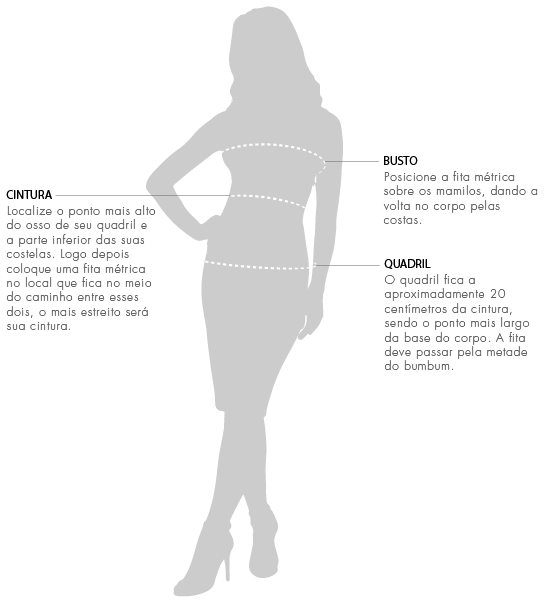 CINTURA
Localize o ponto mais alto
do osso de seu quadril e
a parte inferior das suas
costelas. Logo depois
coloque uma fita métrica
no local que fica no meio
do caminho entre esses
dois, o mais estreito será
sua cintura.
BUSTO
Posicione a fita métrica
sobre os mamilos, dando a
volta no corpo pelas
costas.
QUADRIL
O quadril fica a
aproximadamente 20
centímetros da cintura,
sendo o ponto mais largo
da base do corpo. A fita
deve passar pela metade
do bumbum.